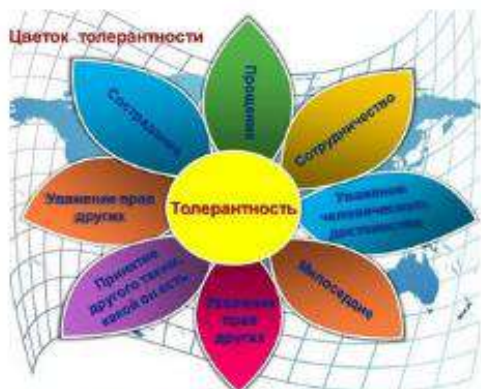 Цветок толерантности
Прощение
Сострадание
Сотрудничество
Уважение прав
других
Толерантность
Уважение
человеческого
достоинства
Принятие
другого таким,
какой он есть
Уважение
прав
других
Милосердие